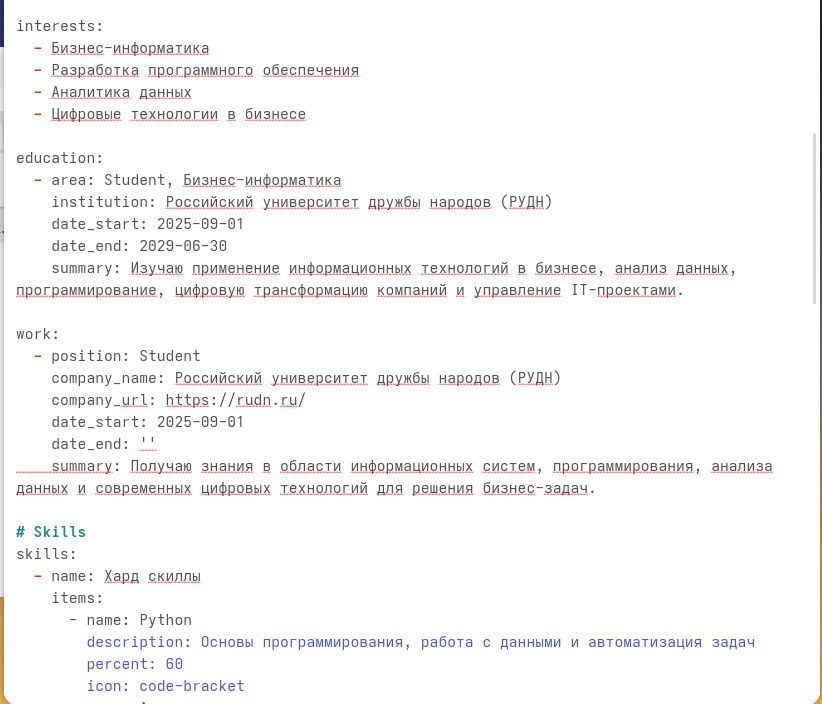 interests:
  - Бизнес-информатика
  - Разработка программного обеспечения
  - Аналитика данных
  - Цифровые технологии в бизнесе

education:
  - area: Student, Бизнес-информатика
    institution: Российский университет дружбы народов (РУДН)
    date_start: 2025-09-01
    date_end: 2029-06-30
    summary: Изучаю применение информационных технологий в бизнесе, анализ данных,
программирование, цифровую трансформацию компаний и управление IT-проектами.

work:
  - position: Student
    company_name: Российский университет дружбы народов (РУДН)
    company_url: https://rudn.ru/
    date_start: 2025-09-01
    date_end: ''
    summary: Получаю знания в области информационных систем, программирования, анализа
данных и современных цифровых технологий для решения бизнес-задач.

# Skills
skills:
  - name: Хард скиллы
    items:
      - name: Python
        description: Основы программирования, работа с данными и автоматизация задач
        percent: 60
        icon: code-bracket